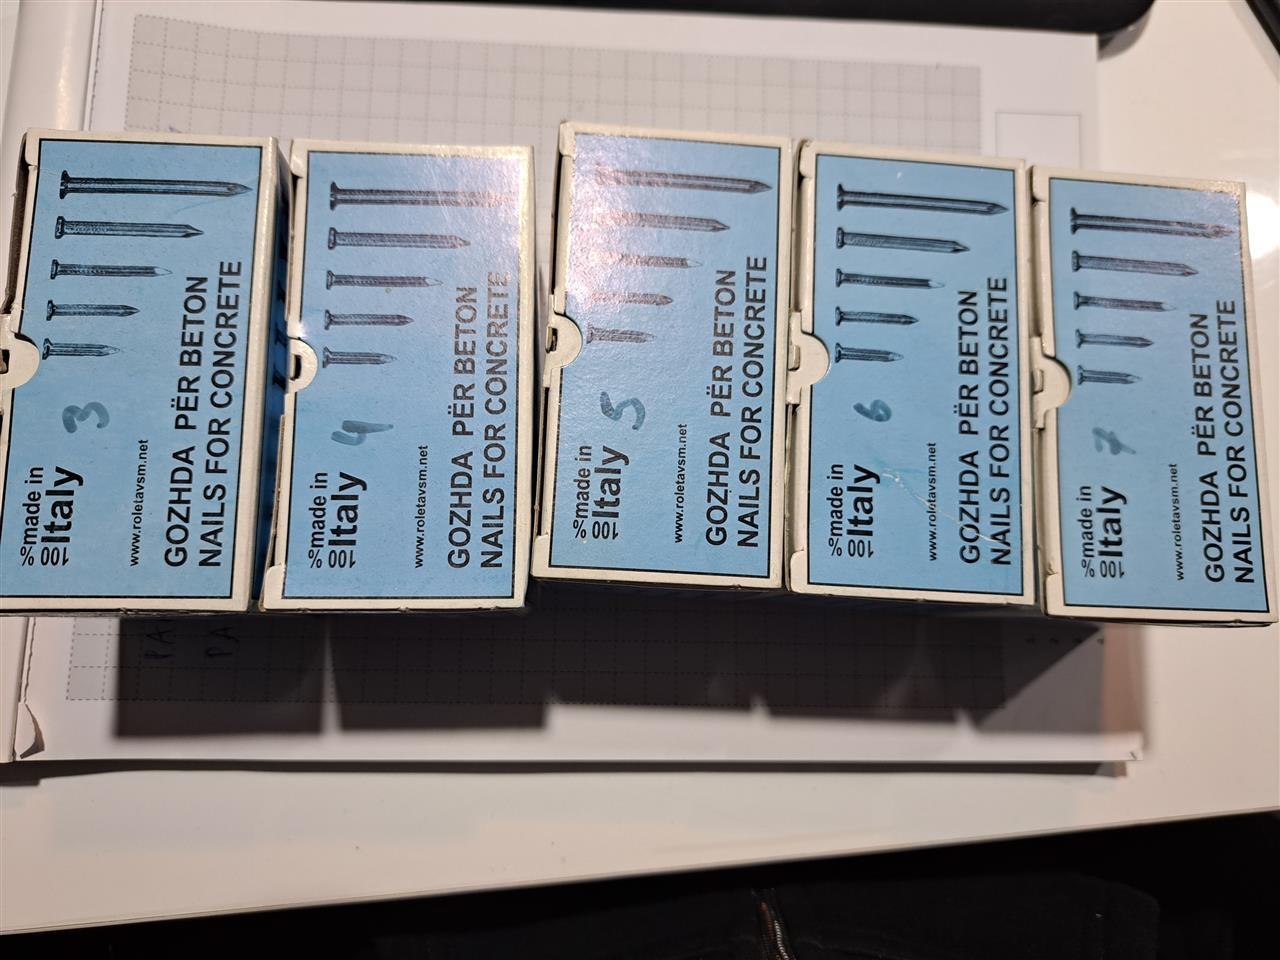 3
100% made in
Italy
www.roletavsm.net
GOZHDA PËR BETON
NAILS FOR CONCRETE
4
100% made in
Italy
www.roletavsm.net
GOZHDA PËR BETON
NAILS FOR CONCRETE
5
100% made in
Italy
www.roletavsm.net
GOZHDA PËR BETON
NAILS FOR CONCRETE
6
100% made in
Italy
www.roletavsm.net
GOZHDA PËR BETON
NAILS FOR CONCRETE
7
100% made in
Italy
www.roletavsm.net
GOZHDA PËR BETON
NAILS FOR CONCRETE